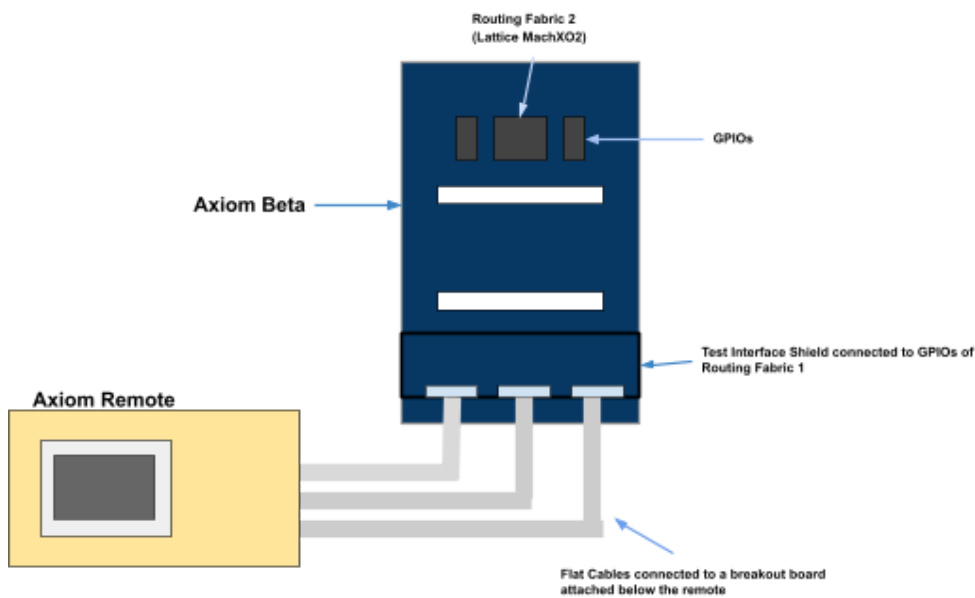 Routing Fabric 2
(Lattice MachXO2)
GPIOs
Axiom Beta
Test Interface Shield connected to GPIOs of
Routing Fabric 1
Axiom Remote
Flat Cables connected to a breakout board
attached below the remote